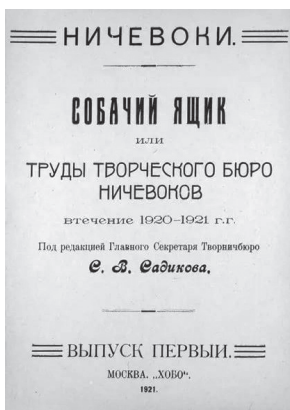 НИЧЕВОКИ.
СОБАЧИЙ ЯЩИК
или
ТРУДЫ ТВОРЧЕСКОГО БЮРО
НИЧЕВОКОВ
втечение 1920–1921 г.г.
Под редакцией Главного Секретаря Творничбюро
С. В. Садикова.
ВЫПУСК ПЕРВЫЙ.
МОСКВА. „ХОБО“.
1921.